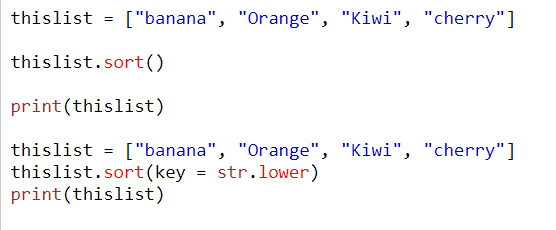 thislist = ["banana", "Orange", "Kiwi", "cherry"]
thislist.sort()
print(thislist)
thislist = ["banana", "Orange", "Kiwi", "cherry"]
thislist.sort(key = str.lower)
print(thislist)